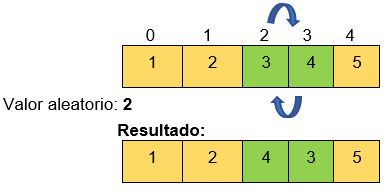 0 1 2 3 4
1 2 3 4 5
Valor aleatorio: 2
Resultado:
1 2 4 3 5